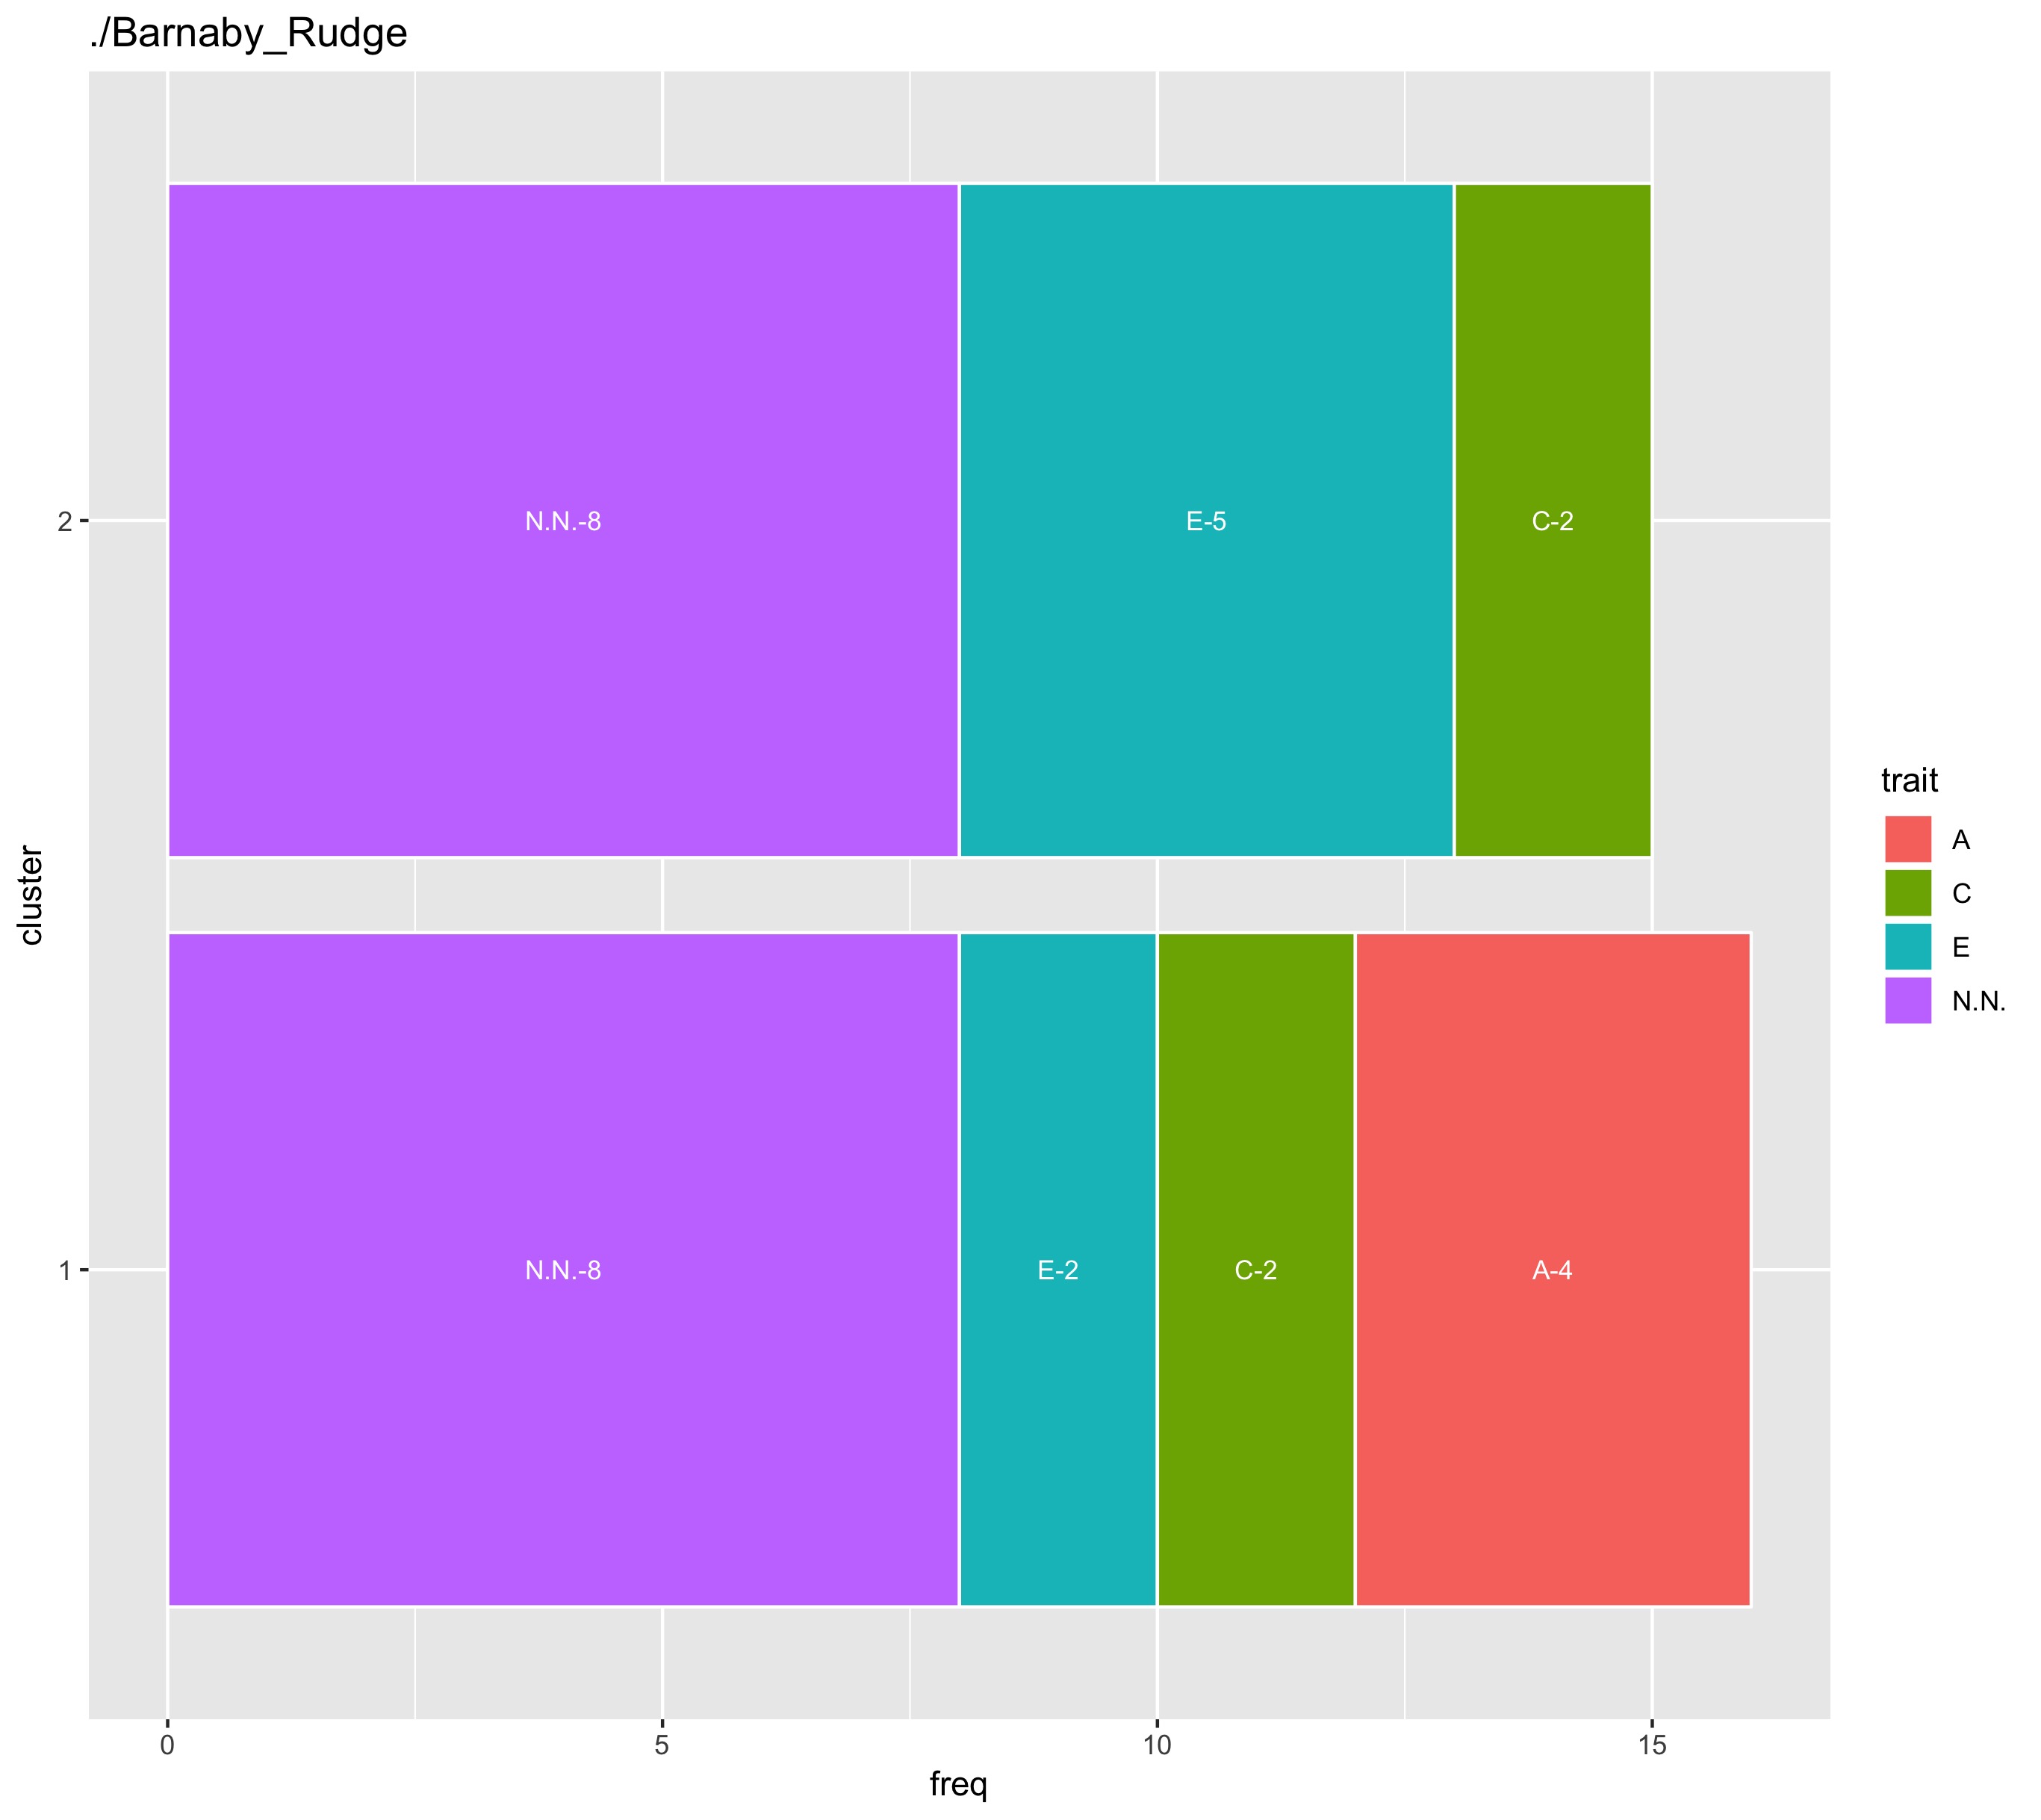 ./Barnaby_Rudge
cluster
2
N.N.-8
E-5
C-2
1
N.N.-8
E-2
C-2
A-4
0
5
10
15
freq
trait
A
C
E
N.N.